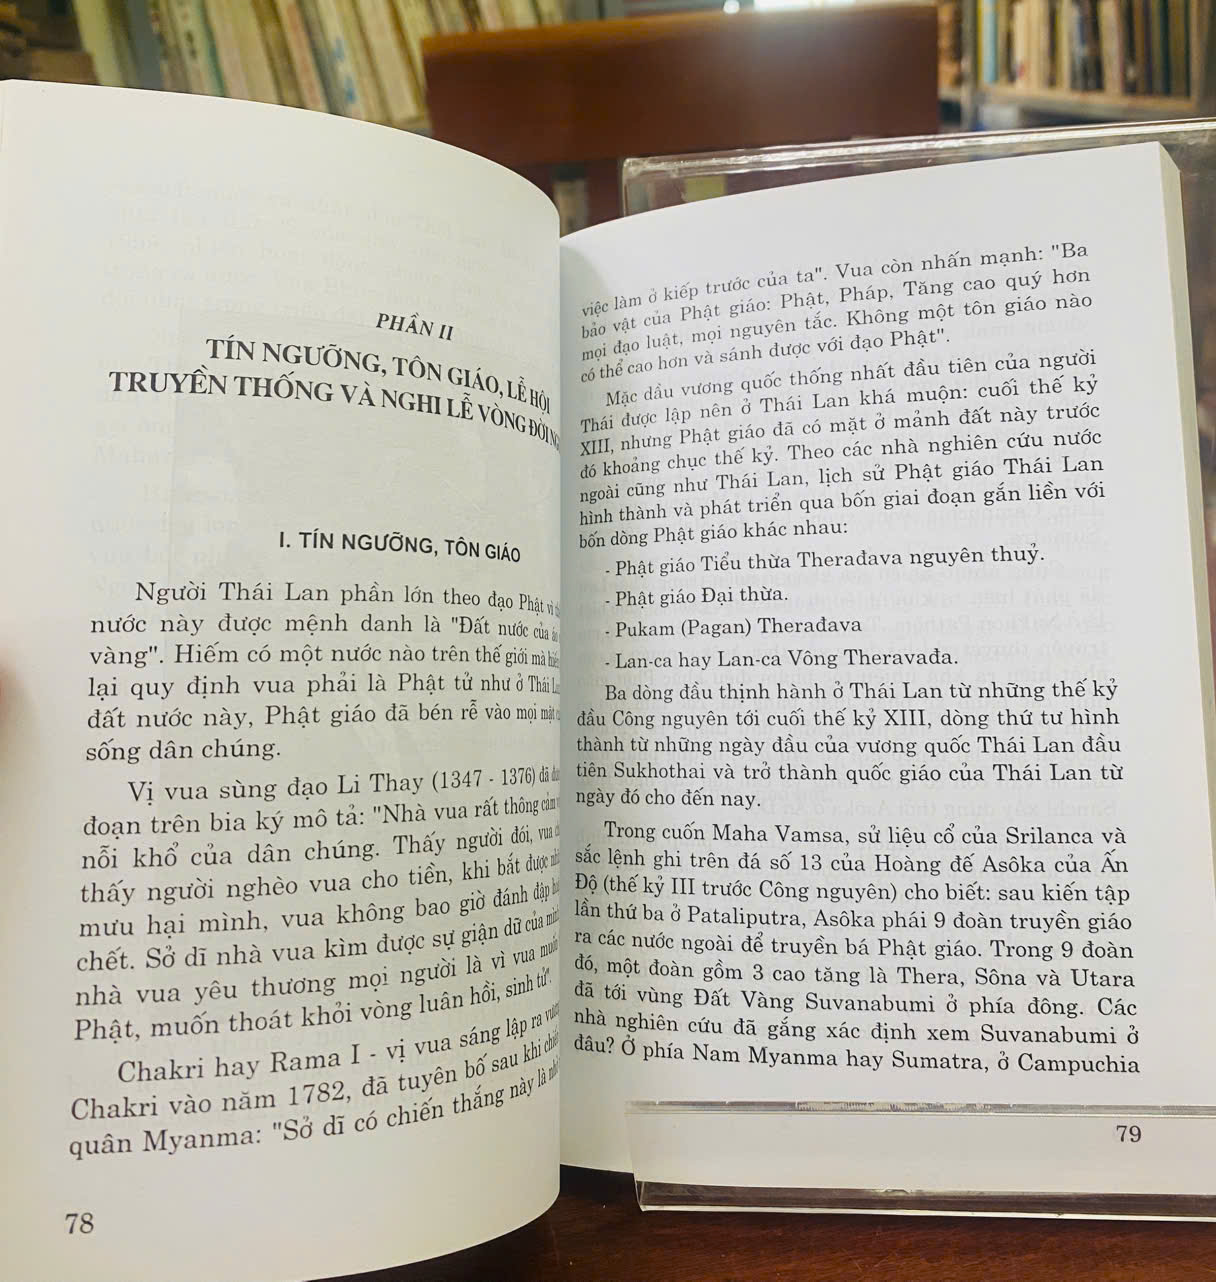 PHẦN II
TÍN NGƯỠNG, TÔN GIÁO, LỄ HỘI
TRUYỀN THỐNG VÀ NGHI LỄ VÒNG ĐỜI
I. TÍN NGƯỠNG, TÔN GIÁO
Người Thái Lan phần lớn theo đạo Phật vì
nước này được mệnh danh là "Đất nước của áo
vàng". Hiếm có một nước nào trên thế giới mà hiến
lại quy định vua phải là Phật tử như ở Thái
đất nước này, Phật giáo đã bén rễ vào mọi mặt
sống dân chúng.
Vị vua sùng đạo Li Thay (1347 - 1376) đã
đoạn trên bia ký mô tả: "Nhà vua rất thông cảm
nỗi khổ của dân chúng. Thấy người đói, vua
thấy người nghèo vua cho tiền, khi bắt được
mưu hại mình, vua không bao giờ đánh đập
chết. Sở dĩ nhà vua kìm được sự giận dữ của
nhà vua yêu thương mọi người là vì vua muốn
Phật, muốn thoát khỏi vòng luân hồi, sinh tử".
Chakri hay Rama I - vị vua sáng lập ra
Chakri vào năm 1782, đã tuyên bố sau khi
quân Myanma: "Sở dĩ có chiến thắng này là
78
việc làm ở kiếp trước của ta". Vua còn nhấn mạnh: "Ba
bảo vật của Phật giáo: Phật, Pháp, Tăng cao quý hơn
mọi đạo luật, mọi nguyên tắc. Không một tôn giáo nào
có thể cao hơn và sánh được với đạo Phật".
Mặc dầu vương quốc thống nhất đầu tiên của người
Thái được lập nên ở Thái Lan khá muộn: cuối thế kỷ
XIII, nhưng Phật giáo đã có mặt ở mảnh đất này trước
đó khoảng chục thế kỷ. Theo các nhà nghiên cứu nước
ngoài cũng như Thái Lan, lịch sử Phật giáo Thái Lan
hình thành và phát triển qua bốn giai đoạn gắn liền với
bốn dòng Phật giáo khác nhau:
- Phật giáo Tiểu thừa Therađava nguyên thuỷ.
- Phật giáo Đại thừa.
- Pukam (Pagan) Therađava
- Lan-ca hay Lan-ca Vông Theravađa.
Ba dòng đầu thịnh hành ở Thái Lan từ những thế kỷ
đầu Công nguyên tới cuối thế kỷ XIII, dòng thứ tư hình
thành từ những ngày đầu của vương quốc Thái Lan đầu
tiên Sukhothai và trở thành quốc giáo của Thái Lan từ
ngày đó cho đến nay.
Trong cuốn Maha Vamsa, sử liệu cổ của Srilanca và
sắc lệnh ghi trên đá số 13 của Hoàng đế Asôka của Ấn
Độ (thế kỷ III trước Công nguyên) cho biết: sau kiến tập
lần thứ ba ở Pataliputra, Asôka phái 9 đoàn truyền giáo
ra các nước ngoài để truyền bá Phật giáo. Trong 9 đoàn
đó, một đoàn gồm 3 cao tăng là Thera, Sôna và Utara
đã tới vùng Đất Vàng Suvanabumi ở phía đông. Các
nhà nghiên cứu đã gắng xác định xem Suvanabumi ở
đâu? Ở phía Nam Myanma hay Sumatra, ở Campuchia
79